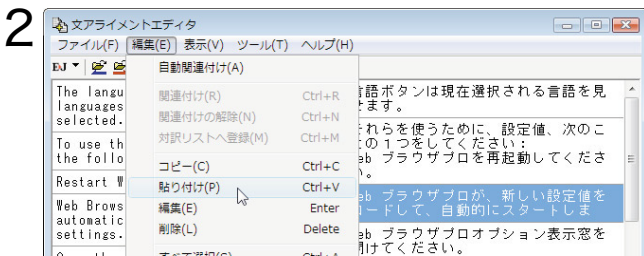 2
文アライメントエディタ
ファイル(F) 編集(E) 表示(V) ツール(T) ヘルプ(H)
EJ
自動関連付け(A)
関連付け(R) Ctrl+R
関連付けの解除(N) Ctrl+N
対訳リストへ登録(M) Ctrl+M
コピー(C) Ctrl+C
貼り付け(P) Ctrl+V
編集(E) Enter
削除(L) Delete
The langu
languages
selected.
To use th
the follo
Restart W
Web Brows
automatic
settings.
言語ボタンは現在選択される言語を見
せます。
それらを使うために、設定値、次のこ
との1つをしてください:
eb ブラウザプロを再起動してくださ
い。
eb ブラウザプロが、新しい設定値を
ロードして、自動的にスタートしま
eb ブラウザプロオプション表示窓を
開けてください。